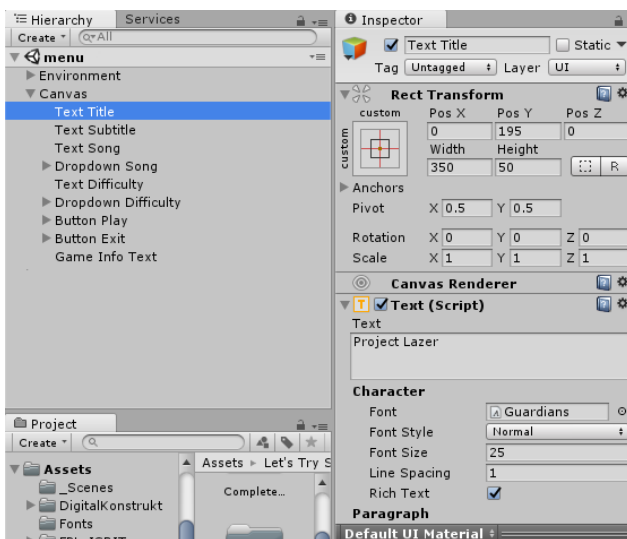 Hierarchy
Services
Create
All
menu
Environment
Canvas
Text Title
Text Subtitle
Text Song
Dropdown Song
Text Difficulty
Dropdown Difficulty
Button Play
Button Exit
Game Info Text
Project
Create
Assets
_Scenes
DigitalKonstrukt
Fonts
Assets Let's Try S
Complete...
Inspector
Text Title Static
Tag Untagged Layer UI
Rect Transform
custom Pos X Pos Y Pos Z
custom 0 195 0
Width Height
350 50 R
Anchors
Pivot X 0.5 Y 0.5
Rotation X 0 Y 0 Z 0
Scale X 1 Y 1 Z 1
Canvas Renderer
T Text (Script)
Text
Project Lazer
Character
Font Guardians
Font Style Normal
Font Size 25
Line Spacing 1
Rich Text
Paragraph
Default UI Material